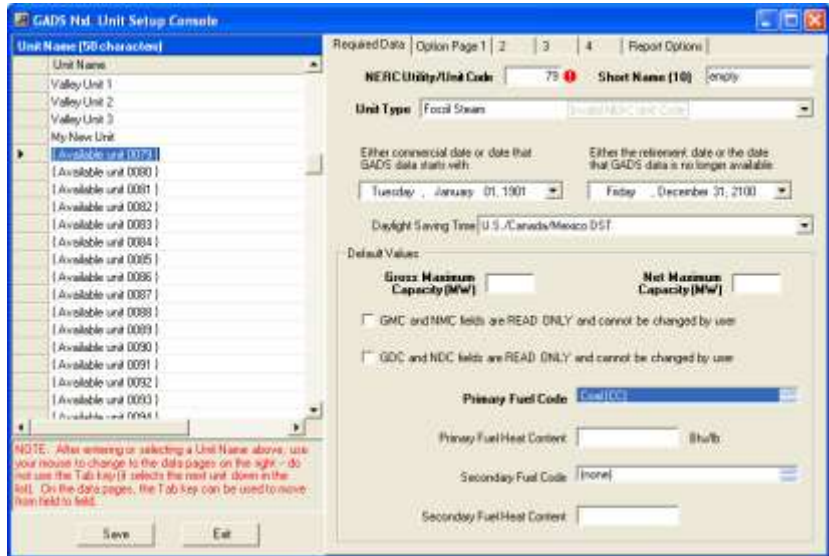 GADS Nxl. Unit Setup Console
Unit Name (50 characters)
Unit Name
Valley Unit 1
Valley Unit 2
Valley Unit 3
My New Unit
[ Available unit 0079 ]
[ Available unit 0080 ]
[ Available unit 0081 ]
[ Available unit 0082 ]
[ Available unit 0083 ]
[ Available unit 0084 ]
[ Available unit 0085 ]
[ Available unit 0086 ]
[ Available unit 0087 ]
[ Available unit 0088 ]
[ Available unit 0089 ]
[ Available unit 0090 ]
[ Available unit 0091 ]
[ Available unit 0092 ]
[ Available unit 0093 ]
[ Available unit 0094 ]
NOTE: After entering or selecting a Unit Name above, use
your mouse to change to the data pages on the right - do
not use the Tab key (it selects the next unit down in the
list). On the data pages, the Tab key can be used to move
from field to field.
Save Exit
Required Data Option Page 1 2 3 4 Report Options
NERC Utility/Unit Code 79 Short Name (10) empty
Unit Type Fossil Steam Invalid NERC Unit Code
Either commercial date or date that
GADS data starts with
Either the retirement date or the date
that GADS data is no longer available
Tuesday , January 01, 1901
Friday , December 31, 2100
Daylight Saving Time U.S./Canada/Mexico DST
Default Values
Gross Maximum
Capacity (MW)
Net Maximum
Capacity (MW)
GMC and NMC fields are READ ONLY and cannot be changed by user
GDC and NDC fields are READ ONLY and cannot be changed by user
Primary Fuel Code Coal (CC)
Primary Fuel Heat Content Btu/lb
Secondary Fuel Code (none)
Secondary Fuel Heat Content